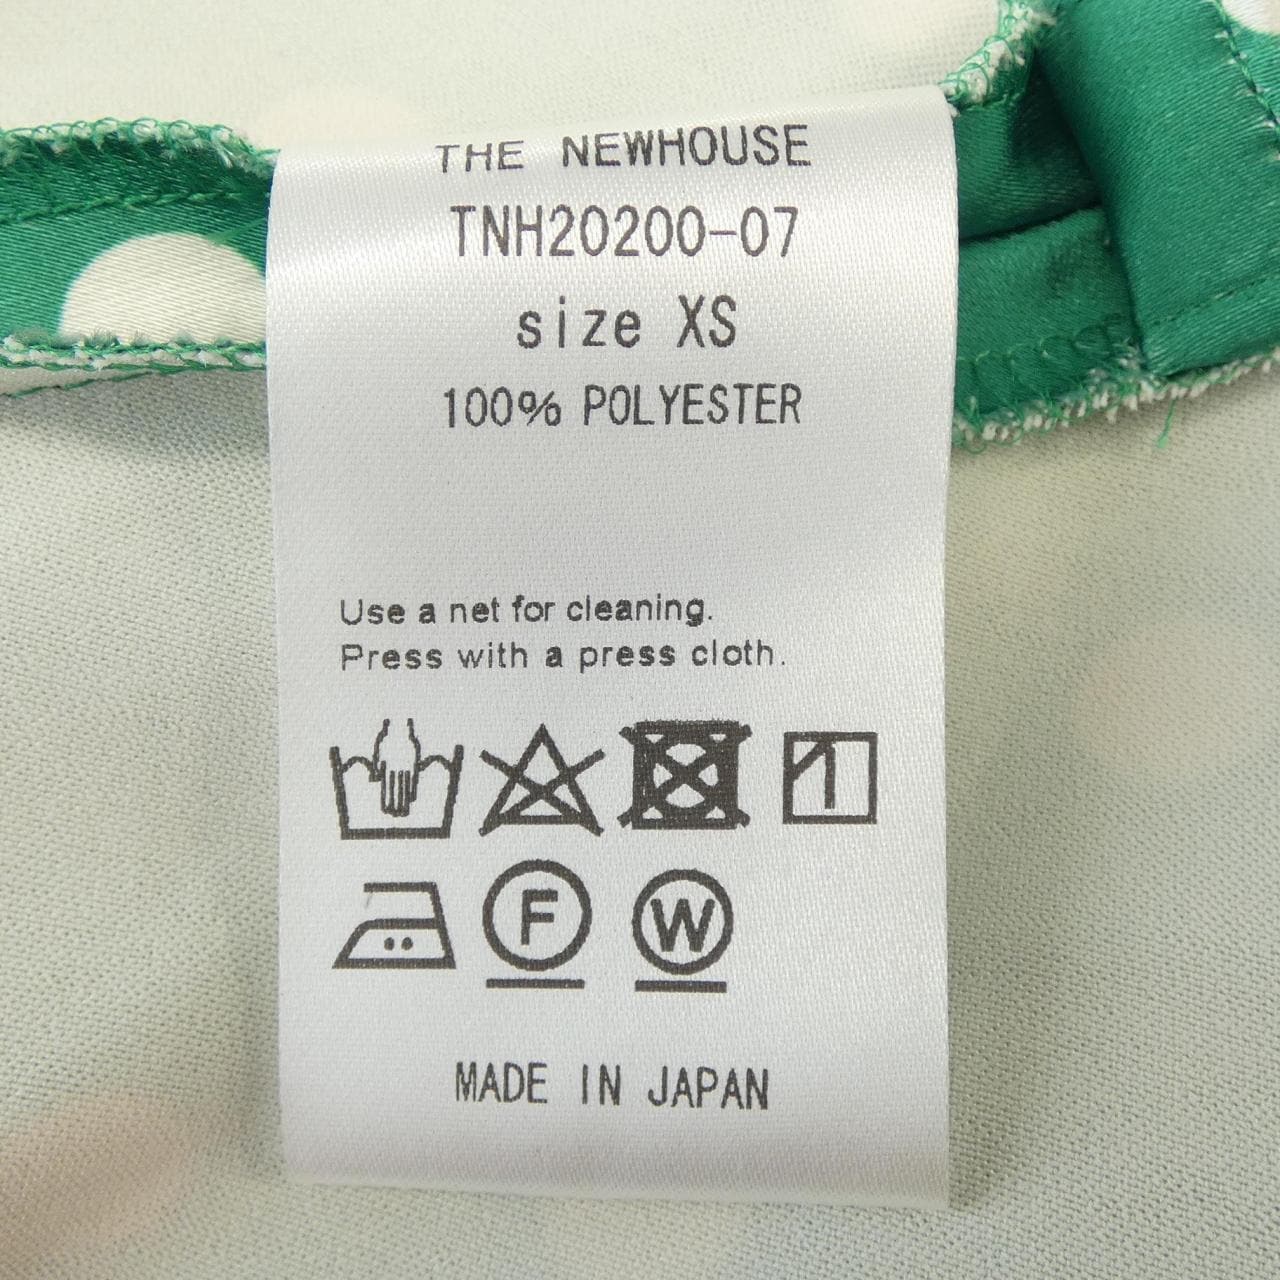 THE NEWHOUSE
TNH20200-07
size XS
100% POLYESTER
Use a net for cleaning.
Press with a press cloth.
F W
MADE IN JAPAN